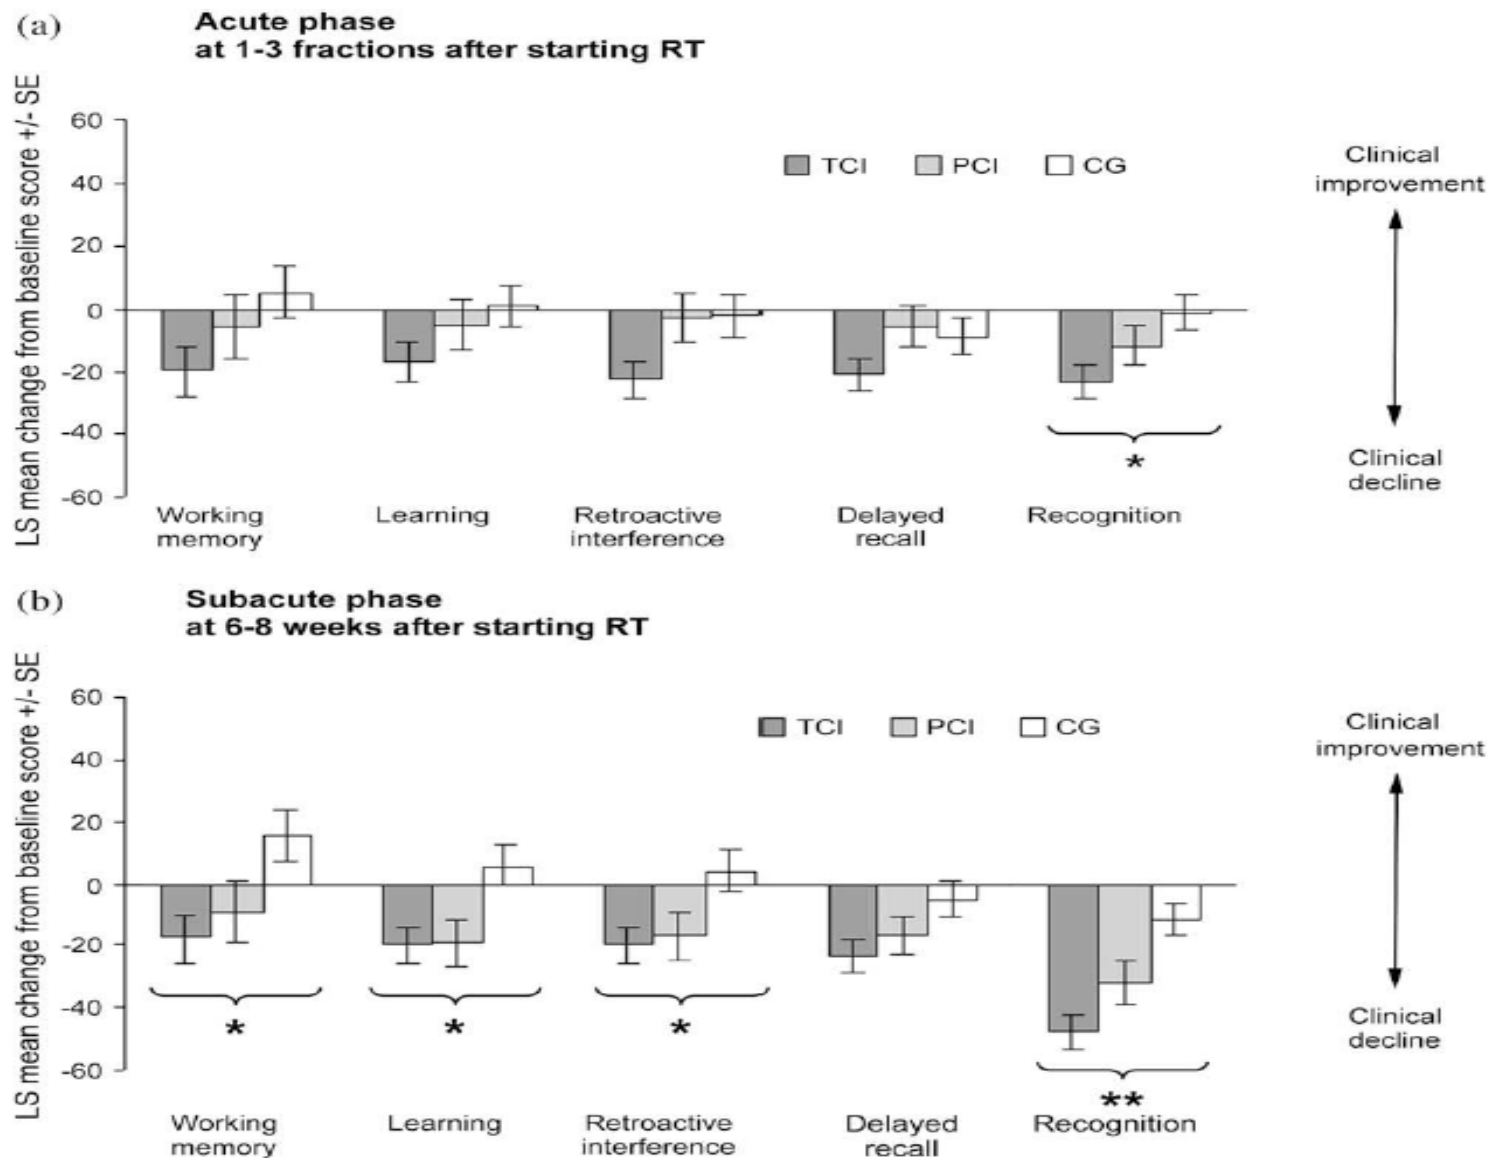 (a)
Acute phase
at 1-3 fractions after starting RT
LS mean change from baseline score +/- SE
60
40
20
0
-20
-40
-60
TCI PCI CG
Clinical
improvement
Clinical
decline
*
Working
memory
Learning
Retroactive
interference
Delayed
recall
Recognition
(b)
Subacute phase
at 6-8 weeks after starting RT
LS mean change from baseline score +/- SE
60
40
20
0
-20
-40
-60
TCI PCI CG
Clinical
improvement
Clinical
decline
* * *
**
Working
memory
Learning
Retroactive
interference
Delayed
recall
Recognition